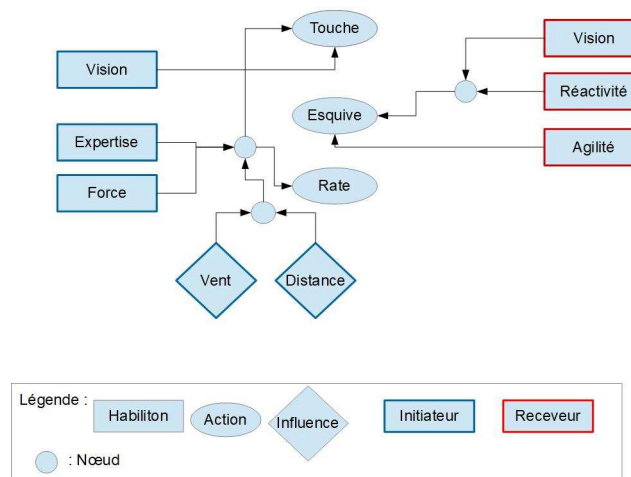 Touche
Vision
Vision
Réactivité
Esquive
Expertise
Agilité
Force
Rate
Vent
Distance
Légende :
Habiliton
Action
Influence
Initiateur
Receveur
: Nœud